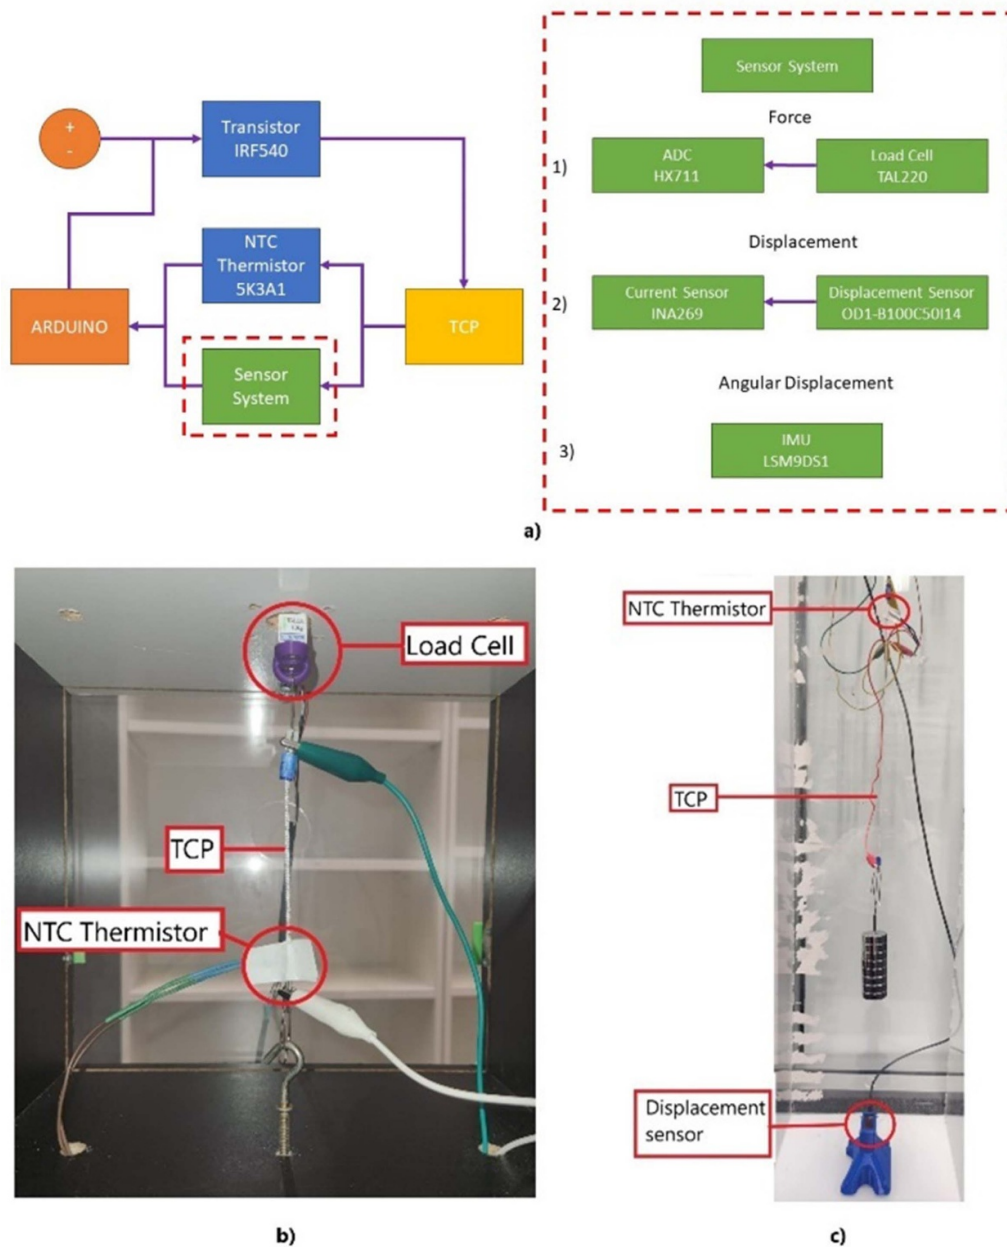 Sensor System
Force
+
-
Transistor
IRF540
1)
ADC
HX711
Load Cell
TAL220
NTC
Thermistor
5K3A1
Displacement
ARDUINO
TCP
2)
Current Sensor
INA269
Displacement Sensor
OD1-B100C50I14
Sensor
System
Angular Displacement
3)
IMU
LSM9DS1
a)
Load Cell
TCP
NTC Thermistor
b)
NTC Thermistor
TCP
Displacement
sensor
c)